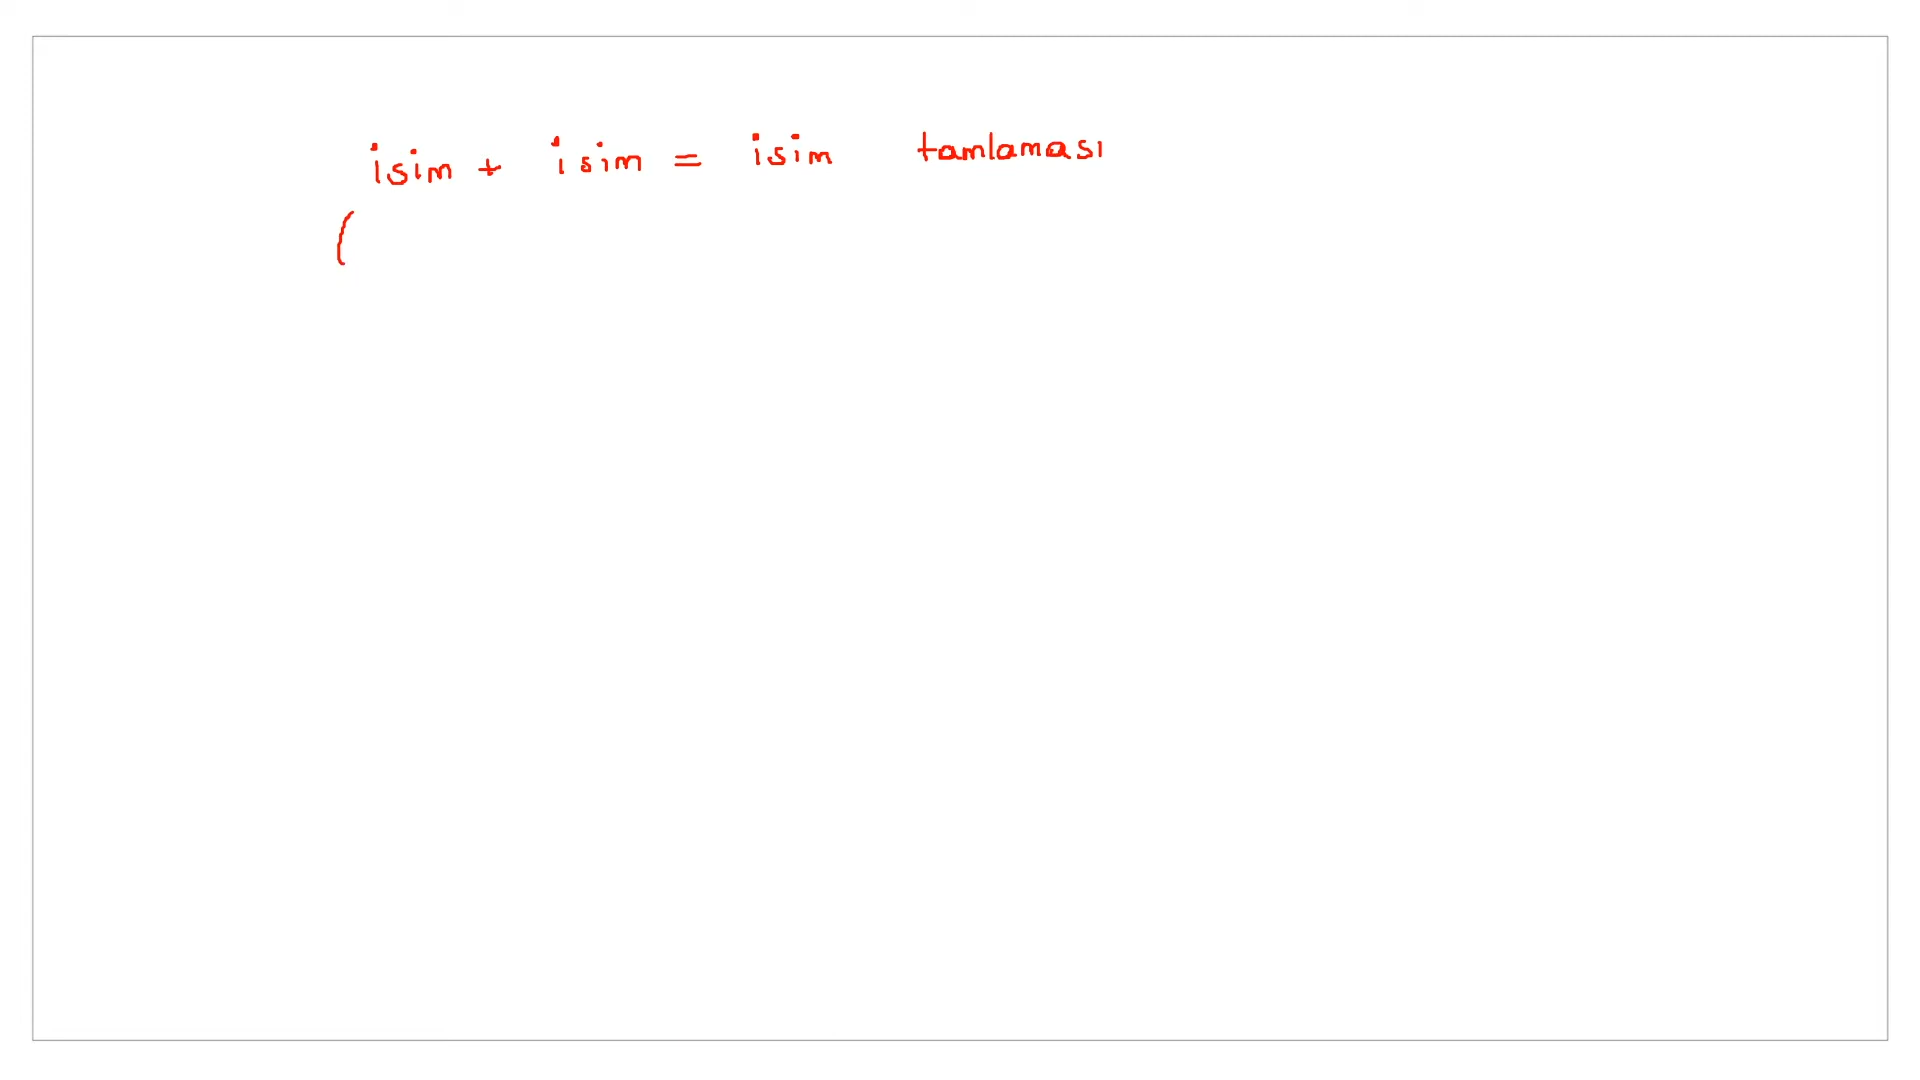 isim + isim = isim tamlaması
(